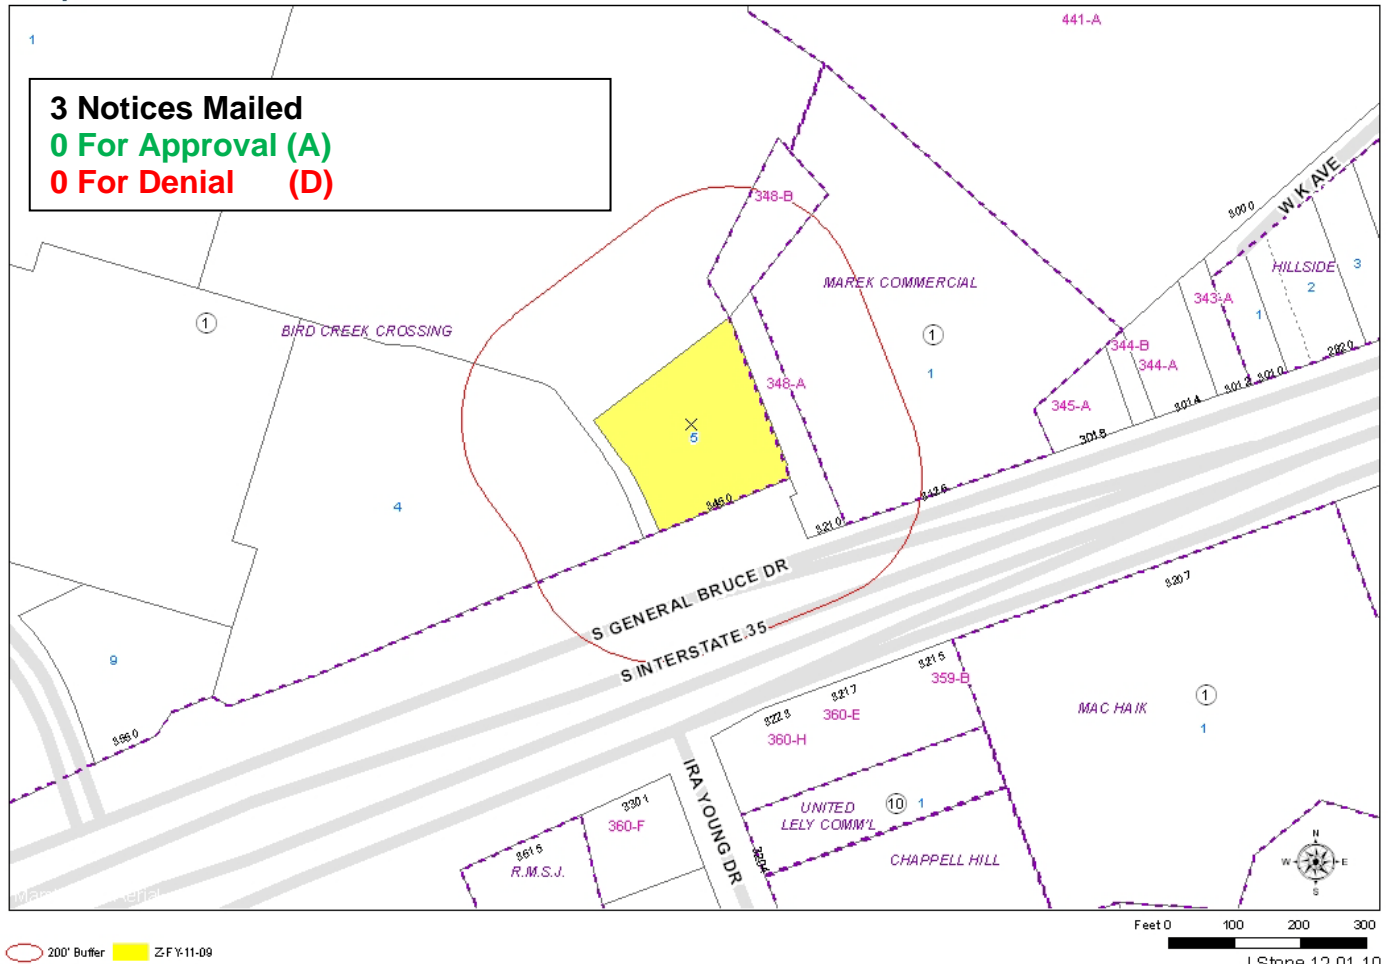 441-A
1
3 Notices Mailed
0 For Approval (A)
0 For Denial (D)
W K AVE
348-B
3000
HILLSIDE
3
2
MAREK COMMERCIAL
343-A
1
1
BIRD CREEK CROSSING
1
344-B
2920
344-A
1
348-A
3010
3012
3014
345-A
5
3018
3450
3126
4
3210
S GENERAL BRUCE DR
3207
S INTERSTATE 35
9
3215
359-B
3217
1
MAC HAIK
360-E
3223
1
360-H
3550
IRA YOUNG DR
3301
UNITED
LELY COMM'L
10
1
360-F
N
W
E
S
3615
3204
CHAPPELL HILL
R.M.S.J.
Feet 0 100 200 300
200' Buffer
Z-FY-11-09